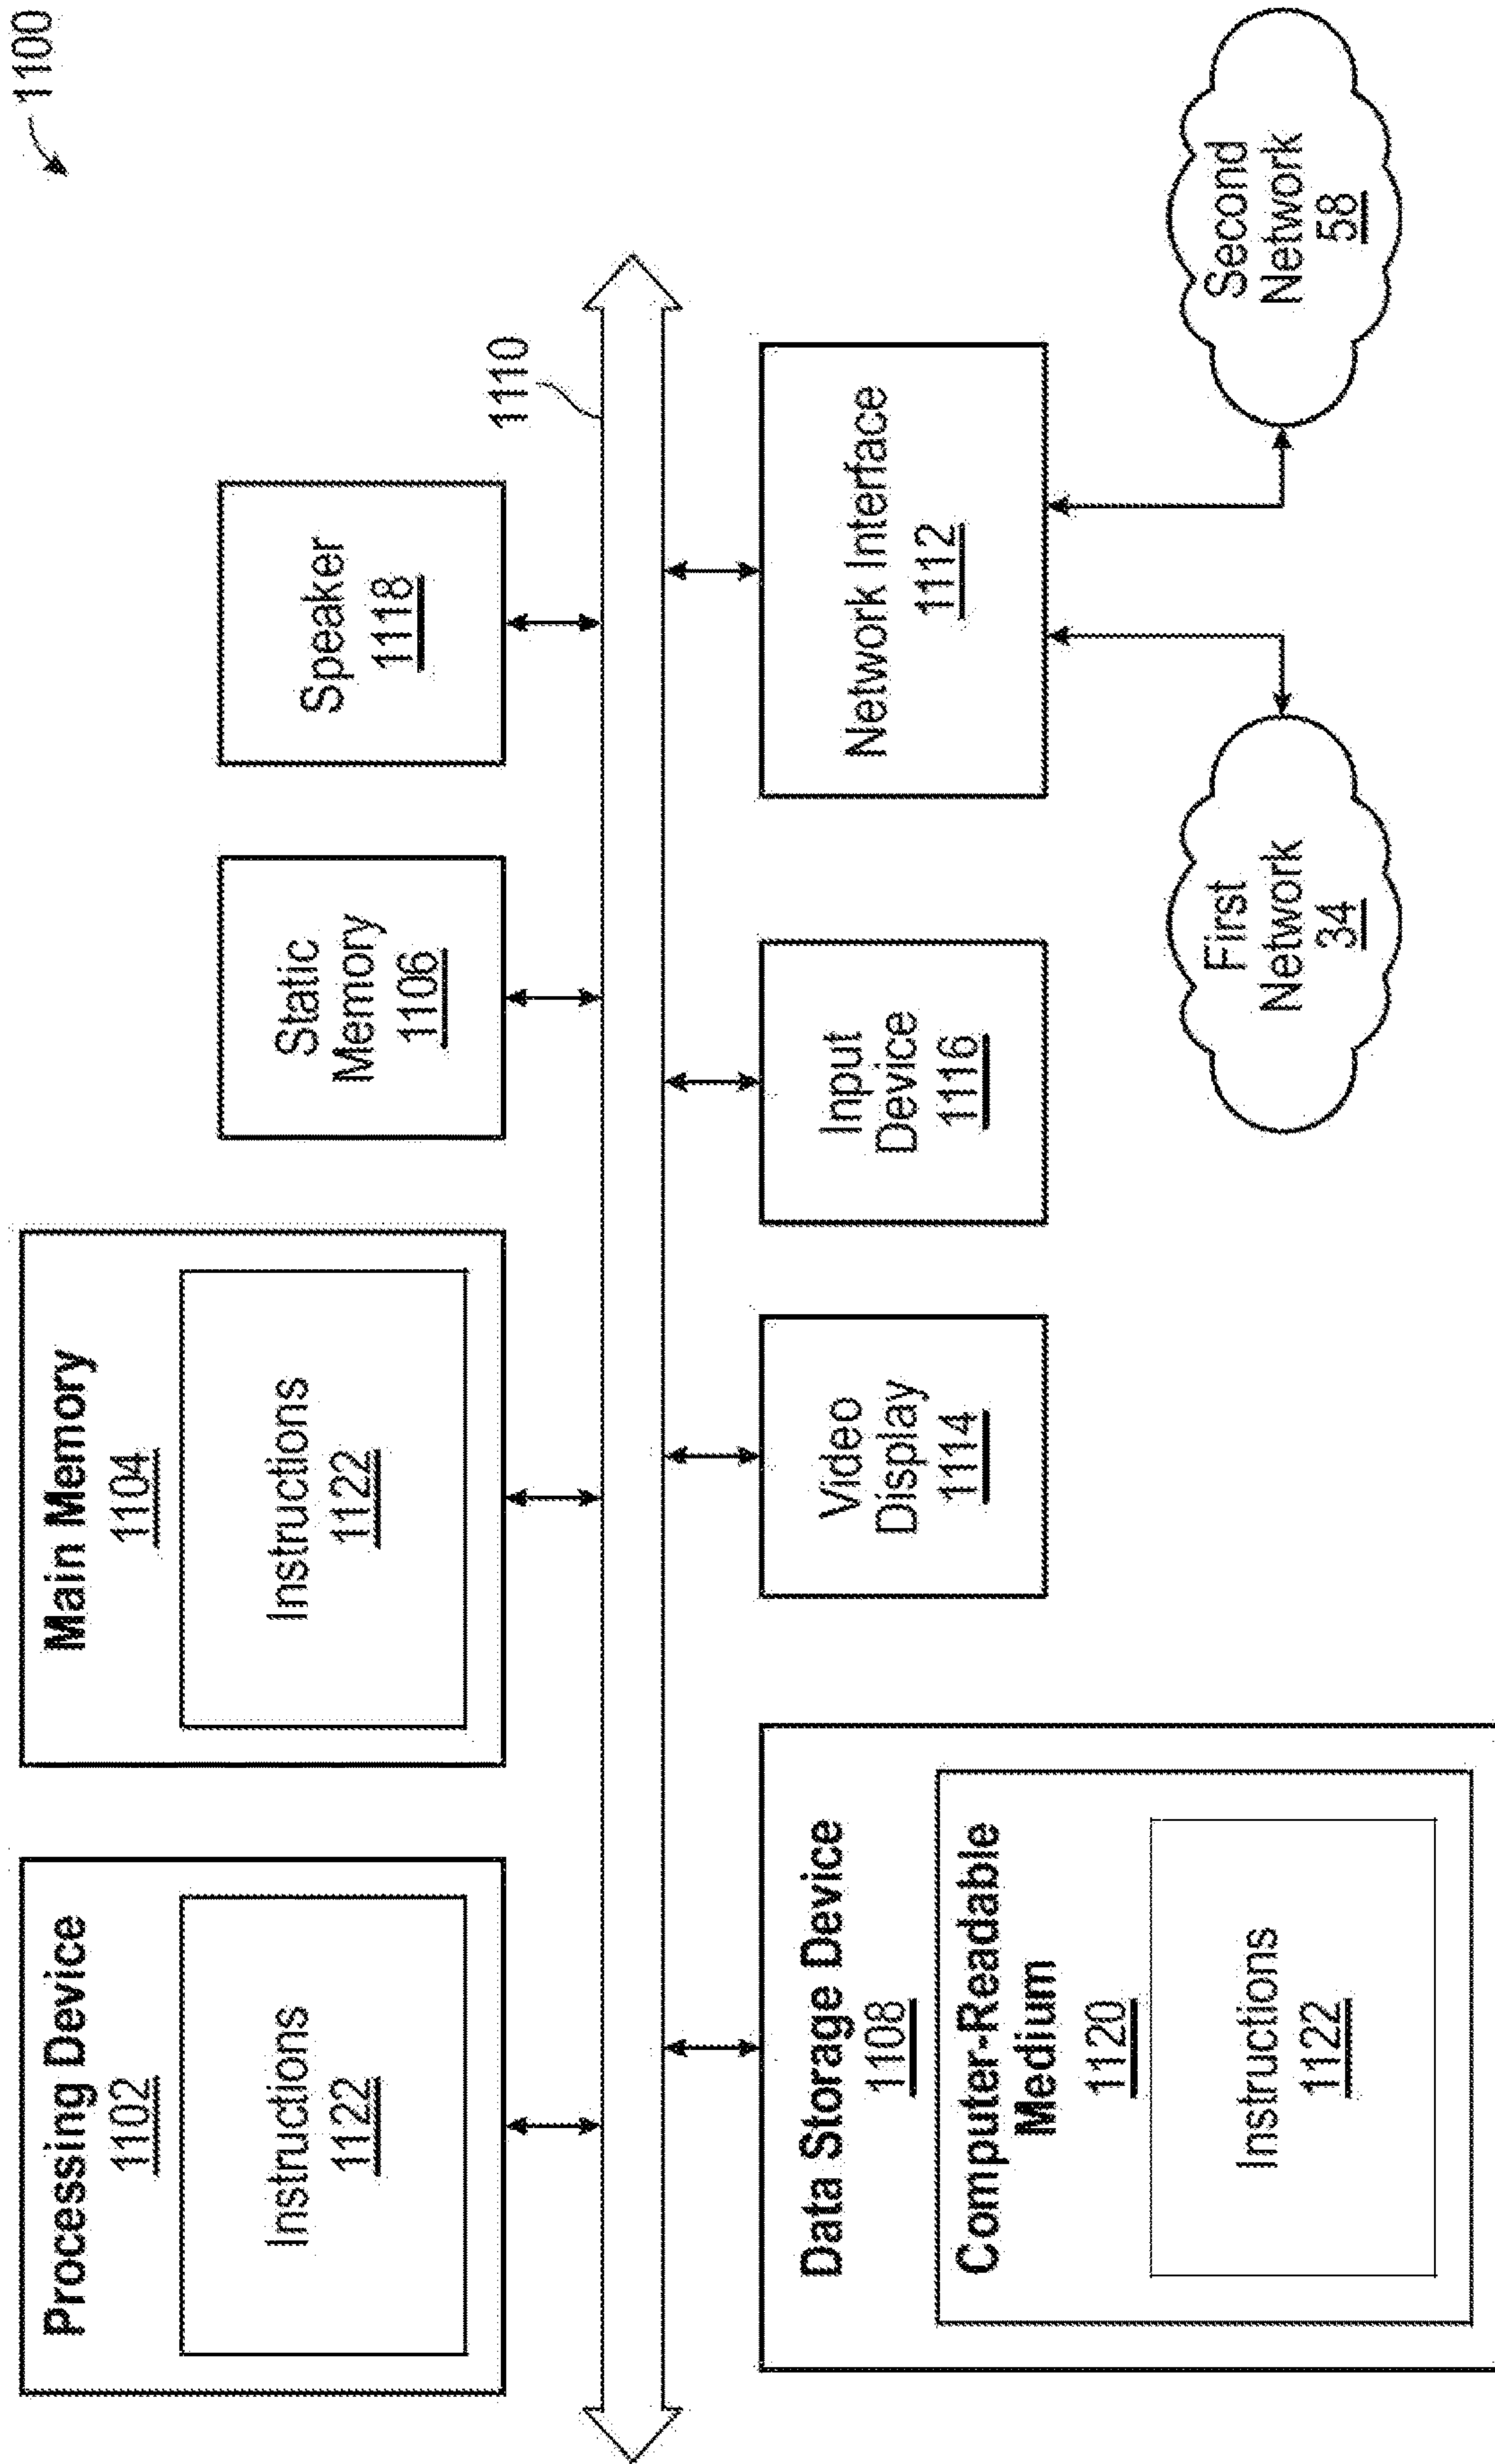 1100
Processing Device
1102
Instructions
1122
Main Memory
1104
Instructions
1122
Static
Memory
1106
Speaker
1118
1110
Data Storage Device
1108
Computer-Readable
Medium
1120
Instructions
1122
Video
Display
1114
Input
Device
1116
Network Interface
1112
First
Network
34
Second
Network
58